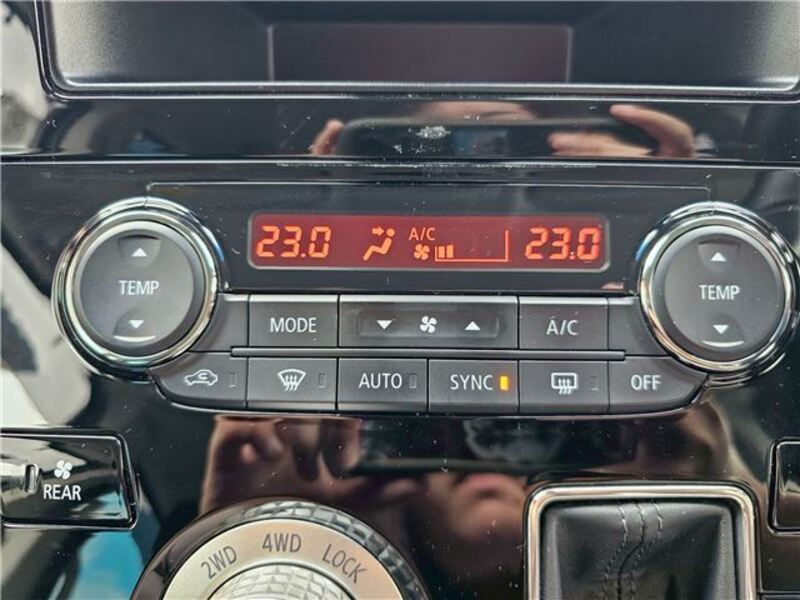 23.0 A/C 23.0
TEMP
TEMP
MODE A/C
AUTO SYNC OFF
REAR
2WD 4WD LOCK